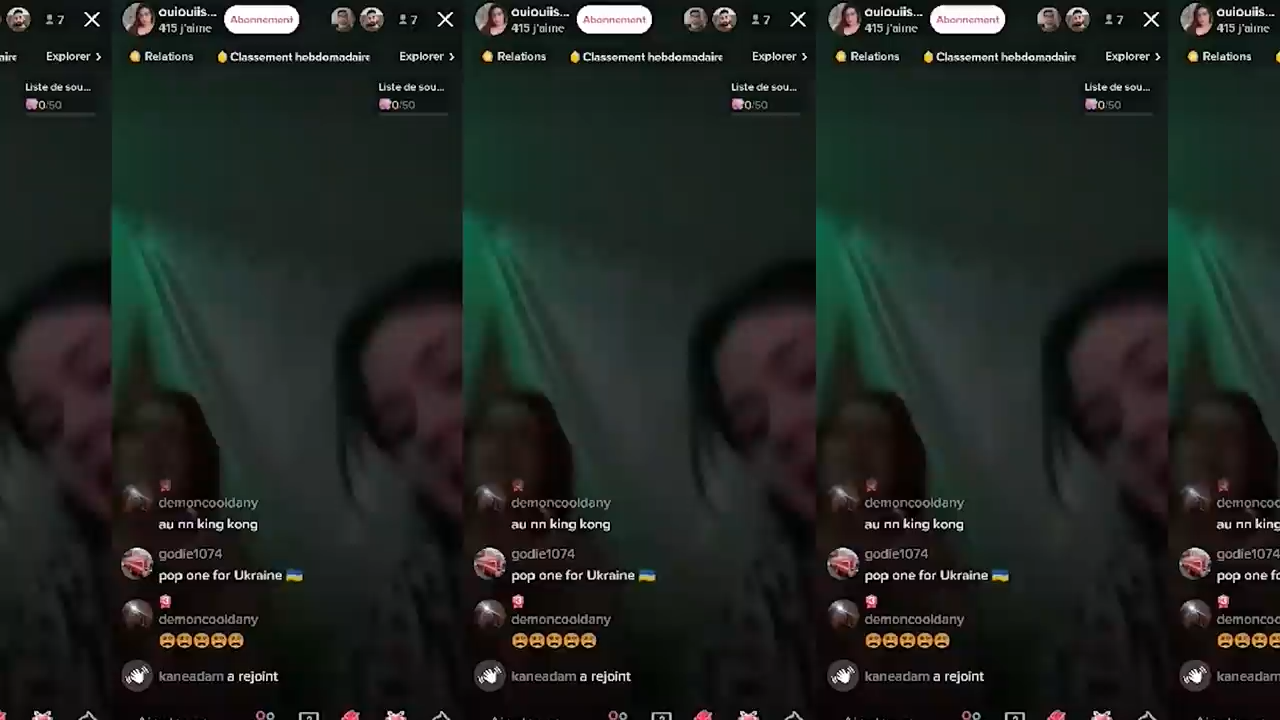 ouiouiis...
415 j'aime
Abonnement
7
Relations
Classement hebdomadaire
Explorer >
Liste de sou...
0/50
demoncooldany
au nn king kong
godie1074
pop one for Ukraine 🇺🇦
demoncooldany
😩😩😩😩😩
kaneadam a rejoint